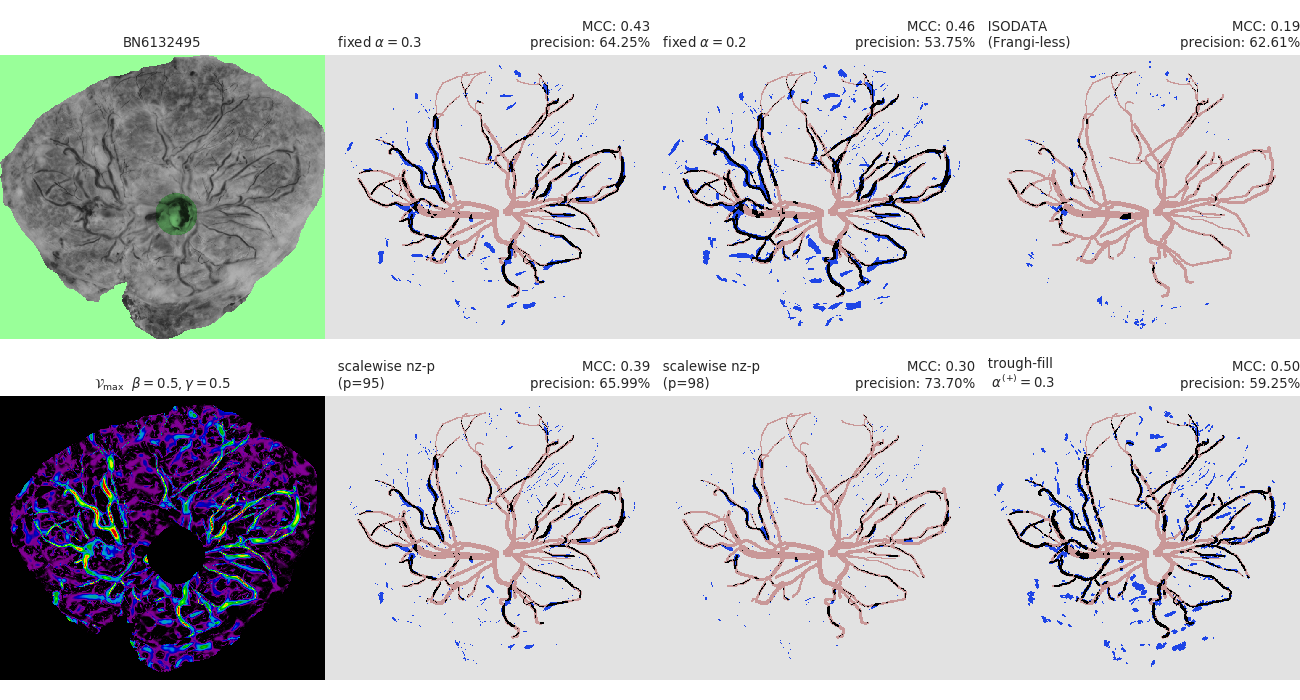 BN6132495
fixed α = 0.3
MCC: 0.43
precision: 64.25%
fixed α = 0.2
MCC: 0.46
precision: 53.75%
ISODATA
(Frangi-less)
MCC: 0.19
precision: 62.61%
𝒱max β = 0.5, γ = 0.5
scalewise nz-p
(p=95)
MCC: 0.39
precision: 65.99%
scalewise nz-p
(p=98)
MCC: 0.30
precision: 73.70%
trough-fill
α(+) = 0.3
MCC: 0.50
precision: 59.25%